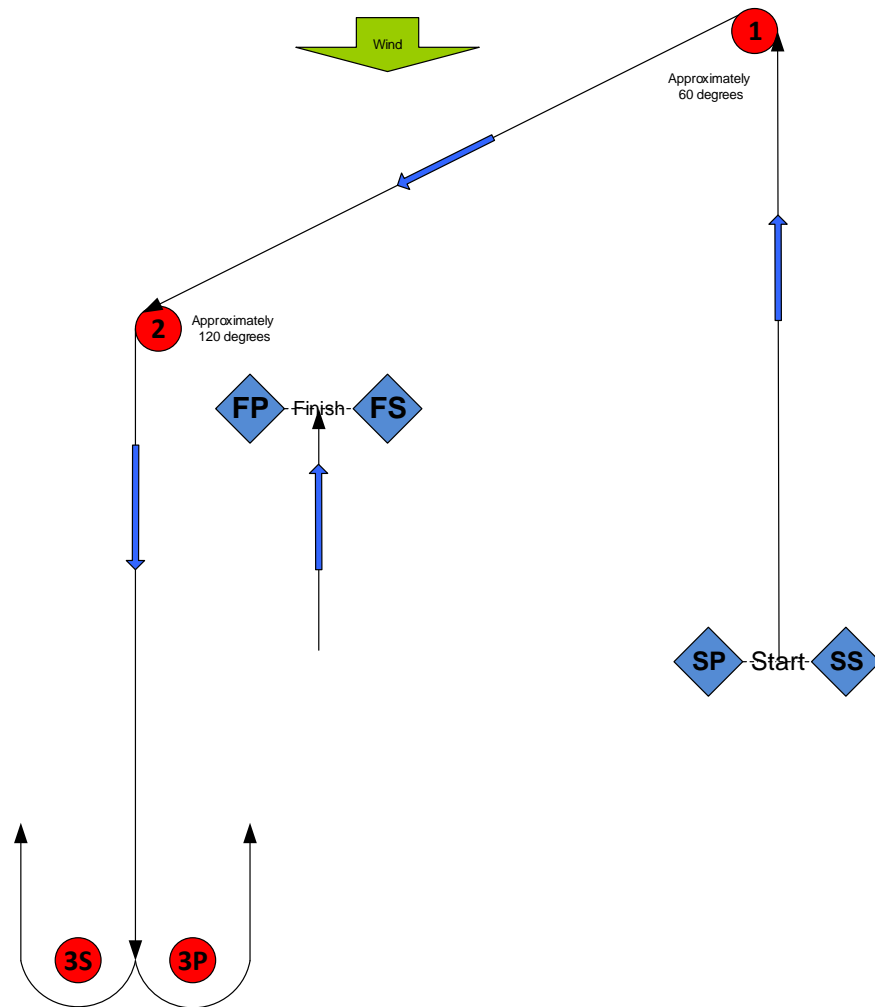 1
Wind
Approximately
60 degrees
2
Approximately
120 degrees
FP
Finish
FS
SP
Start
SS
3S
3P